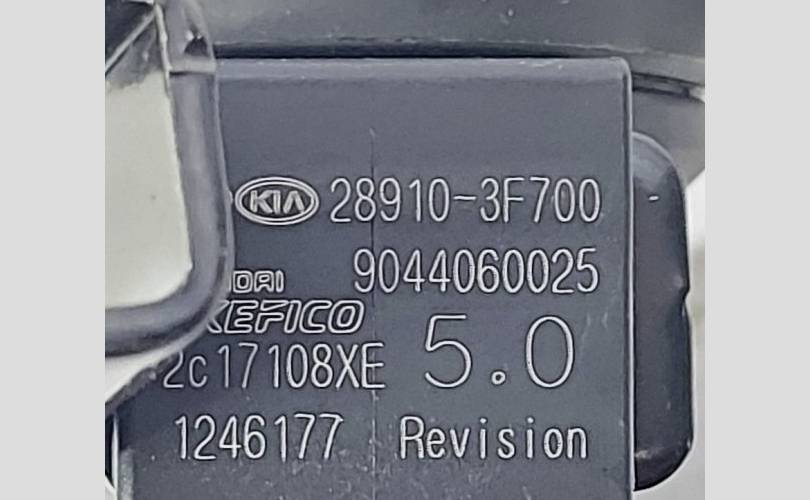 KIA 28910-3F700
9044060025
KEFICO
2c17108XE 5.0
1246177 Revision